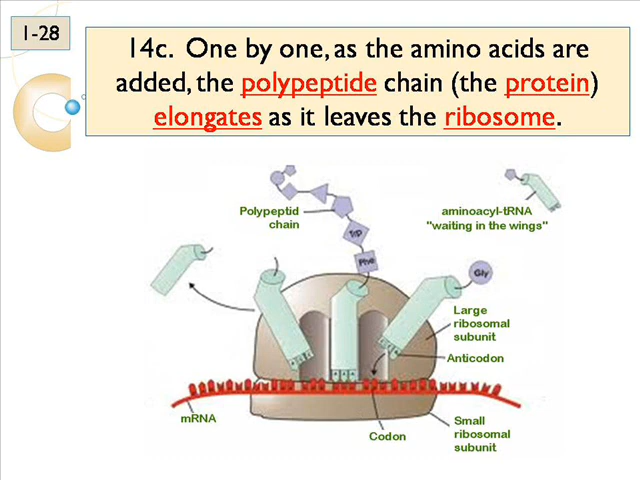 1-28
14c. One by one, as the amino acids are
added, the polypeptide chain (the protein)
elongates as it leaves the ribosome.
Polypeptid
chain
aminoacyl-tRNA
"waiting in the wings"
Trp
Phe
Gly
Large
ribosomal
subunit
Anticodon
mRNA
Codon
Small
ribosomal
subunit